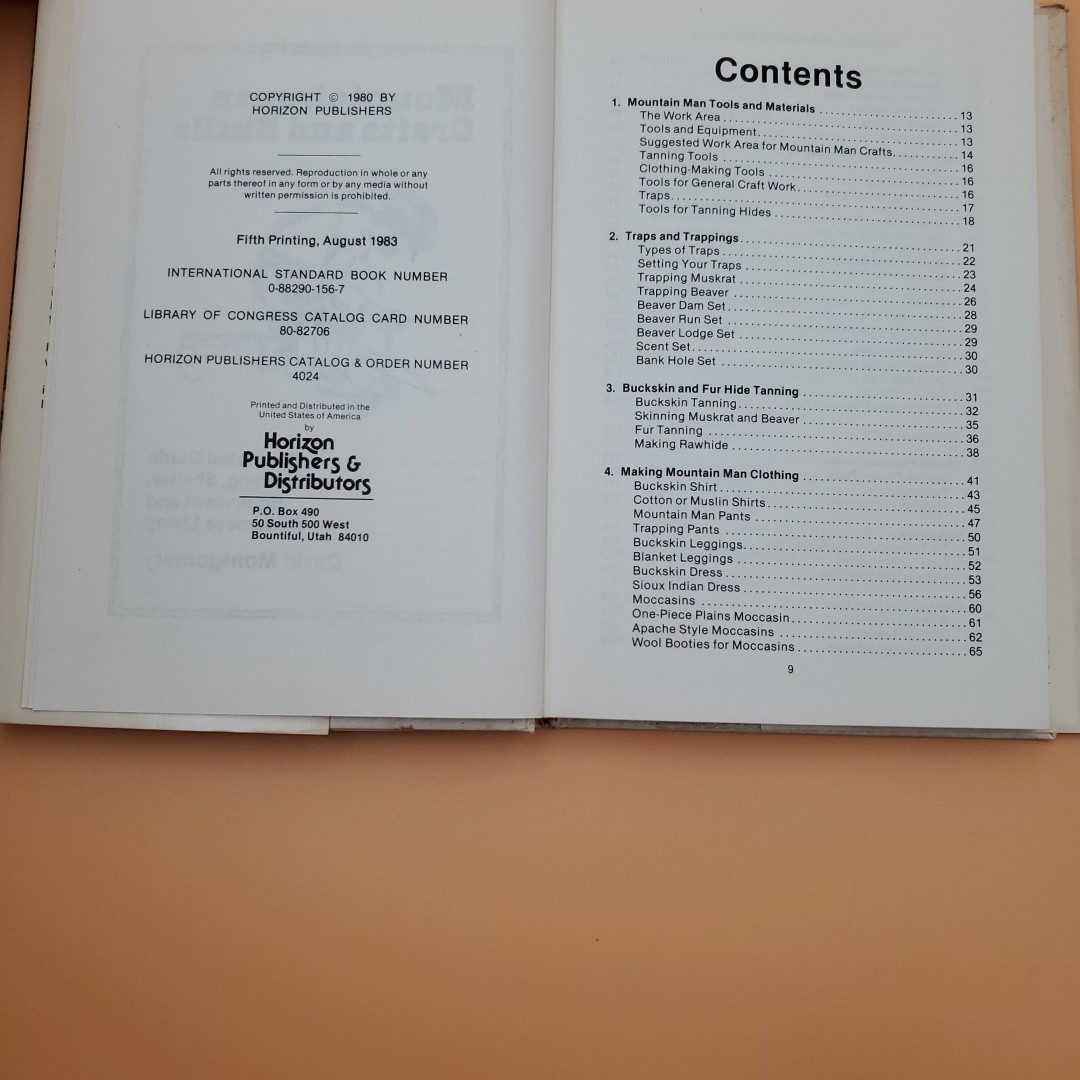 COPYRIGHT © 1980 BY
HORIZON PUBLISHERS
All rights reserved. Reproduction in whole or any
parts thereof in any form or by any media without
written permission is prohibited.
Fifth Printing, August 1983
INTERNATIONAL STANDARD BOOK NUMBER
0-88290-156-7
LIBRARY OF CONGRESS CATALOG CARD NUMBER
80-82706
HORIZON PUBLISHERS CATALOG & ORDER NUMBER
4024
Printed and Distributed in the
United States of America
by
Horizon
Publishers &
Distributors
P.O. Box 490
50 South 500 West
Bountiful, Utah 84010
Contents
1. Mountain Man Tools and Materials ........ 13
The Work Area ........ 13
Tools and Equipment ........ 13
Suggested Work Area for Mountain Man Crafts ........ 14
Tanning Tools ........ 16
Clothing-Making Tools ........ 16
Tools for General Craft Work ........ 16
Traps ........ 17
Tools for Tanning Hides ........ 18
2. Traps and Trappings ........ 21
Types of Traps ........ 22
Setting Your Traps ........ 23
Trapping Muskrat ........ 24
Trapping Beaver ........ 26
Beaver Dam Set ........ 28
Beaver Run Set ........ 29
Beaver Lodge Set ........ 29
Scent Set ........ 30
Bank Hole Set ........ 30
3. Buckskin and Fur Hide Tanning ........ 31
Buckskin Tanning ........ 32
Skinning Muskrat and Beaver ........ 35
Fur Tanning ........ 36
Making Rawhide ........ 38
4. Making Mountain Man Clothing ........ 41
Buckskin Shirt ........ 43
Cotton or Muslin Shirts ........ 45
Mountain Man Pants ........ 47
Trapping Pants ........ 50
Buckskin Leggings ........ 51
Blanket Leggings ........ 52
Buckskin Dress ........ 53
Sioux Indian Dress ........ 56
Moccasins ........ 60
One-Piece Plains Moccasin ........ 61
Apache Style Moccasins ........ 62
Wool Booties for Moccasins ........ 65
9